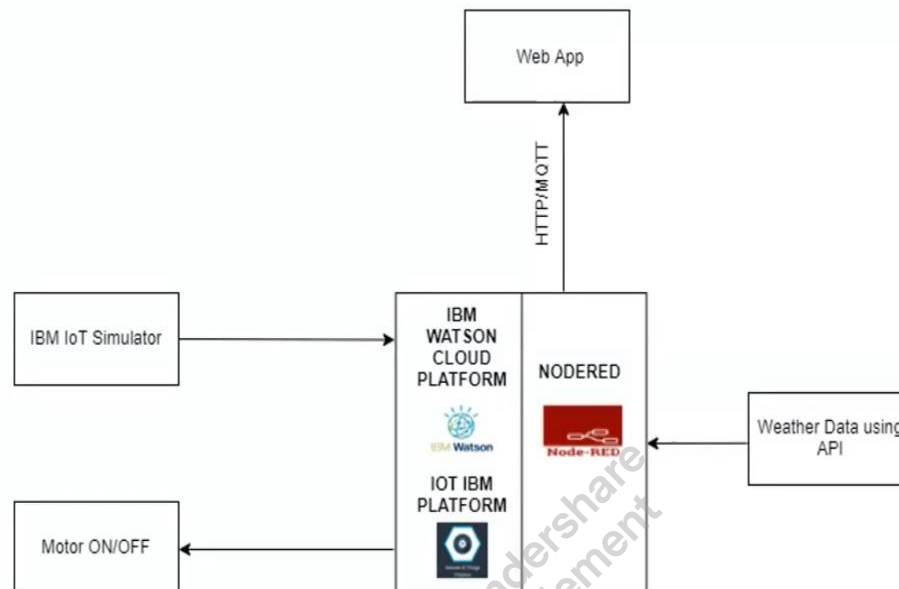 Web App
HTTP/MQTT
IBM IoT Simulator
IBM
WATSON
CLOUD
PLATFORM
NODERED
IBM Watson
Node-RED
Weather Data using
API
IOT IBM
PLATFORM
Motor ON/OFF